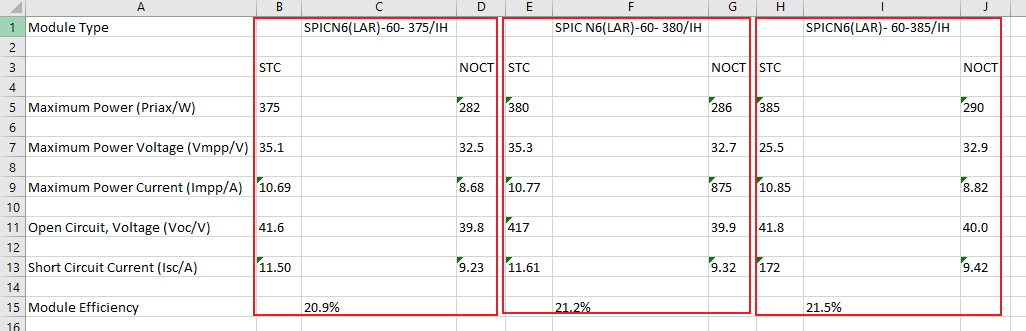 A B C D E F G H I J
1 Module Type SPICN6(LAR)-60- 375/IH SPIC N6(LAR)-60- 380/IH SPICN6(LAR)- 60-385/IH
2
3 STC NOCT STC NOCT STC NOCT
4
5 Maximum Power (Priax/W) 375 282 380 286 385 290
6
7 Maximum Power Voltage (Vmpp/V) 35.1 32.5 35.3 32.7 25.5 32.9
8
9 Maximum Power Current (Impp/A) 10.69 8.68 10.77 875 10.85 8.82
10
11 Open Circuit, Voltage (Voc/V) 41.6 39.8 417 39.9 41.8 40.0
12
13 Short Circuit Current (Isc/A) 11.50 9.23 11.61 9.32 172 9.42
14
15 Module Efficiency 20.9% 21.2% 21.5%
16